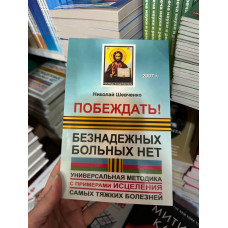 2007 г.
Николай Шевченко
ПОБЕЖДАТЬ!
БЕЗНАДЕЖНЫХ
БОЛЬНЫХ НЕТ
УНИВЕРСАЛЬНАЯ МЕТОДИКА
С ПРИМЕРАМИ ИСЦЕЛЕНИЯ
САМЫХ ТЯЖКИХ БОЛЕЗНЕЙ